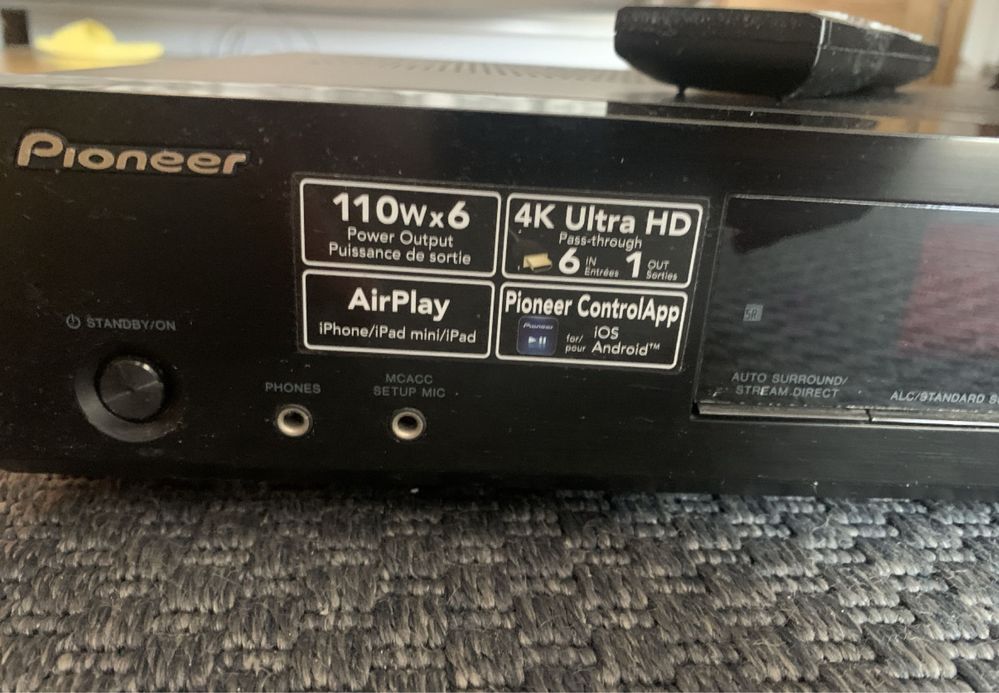 Pioneer
110W x 6
Power Output
Puissance de sortie
4K Ultra HD
Pass-through
6 IN Entrées 1 OUT Sorties
AirPlay
iPhone/iPad mini/iPad
Pioneer ControlApp
Pioneer
for/ pour iOS
Android™
STANDBY/ON
PHONES
MCACC
SETUP MIC
SR
AUTO SURROUND/
STREAM DIRECT
ALC/STANDARD S